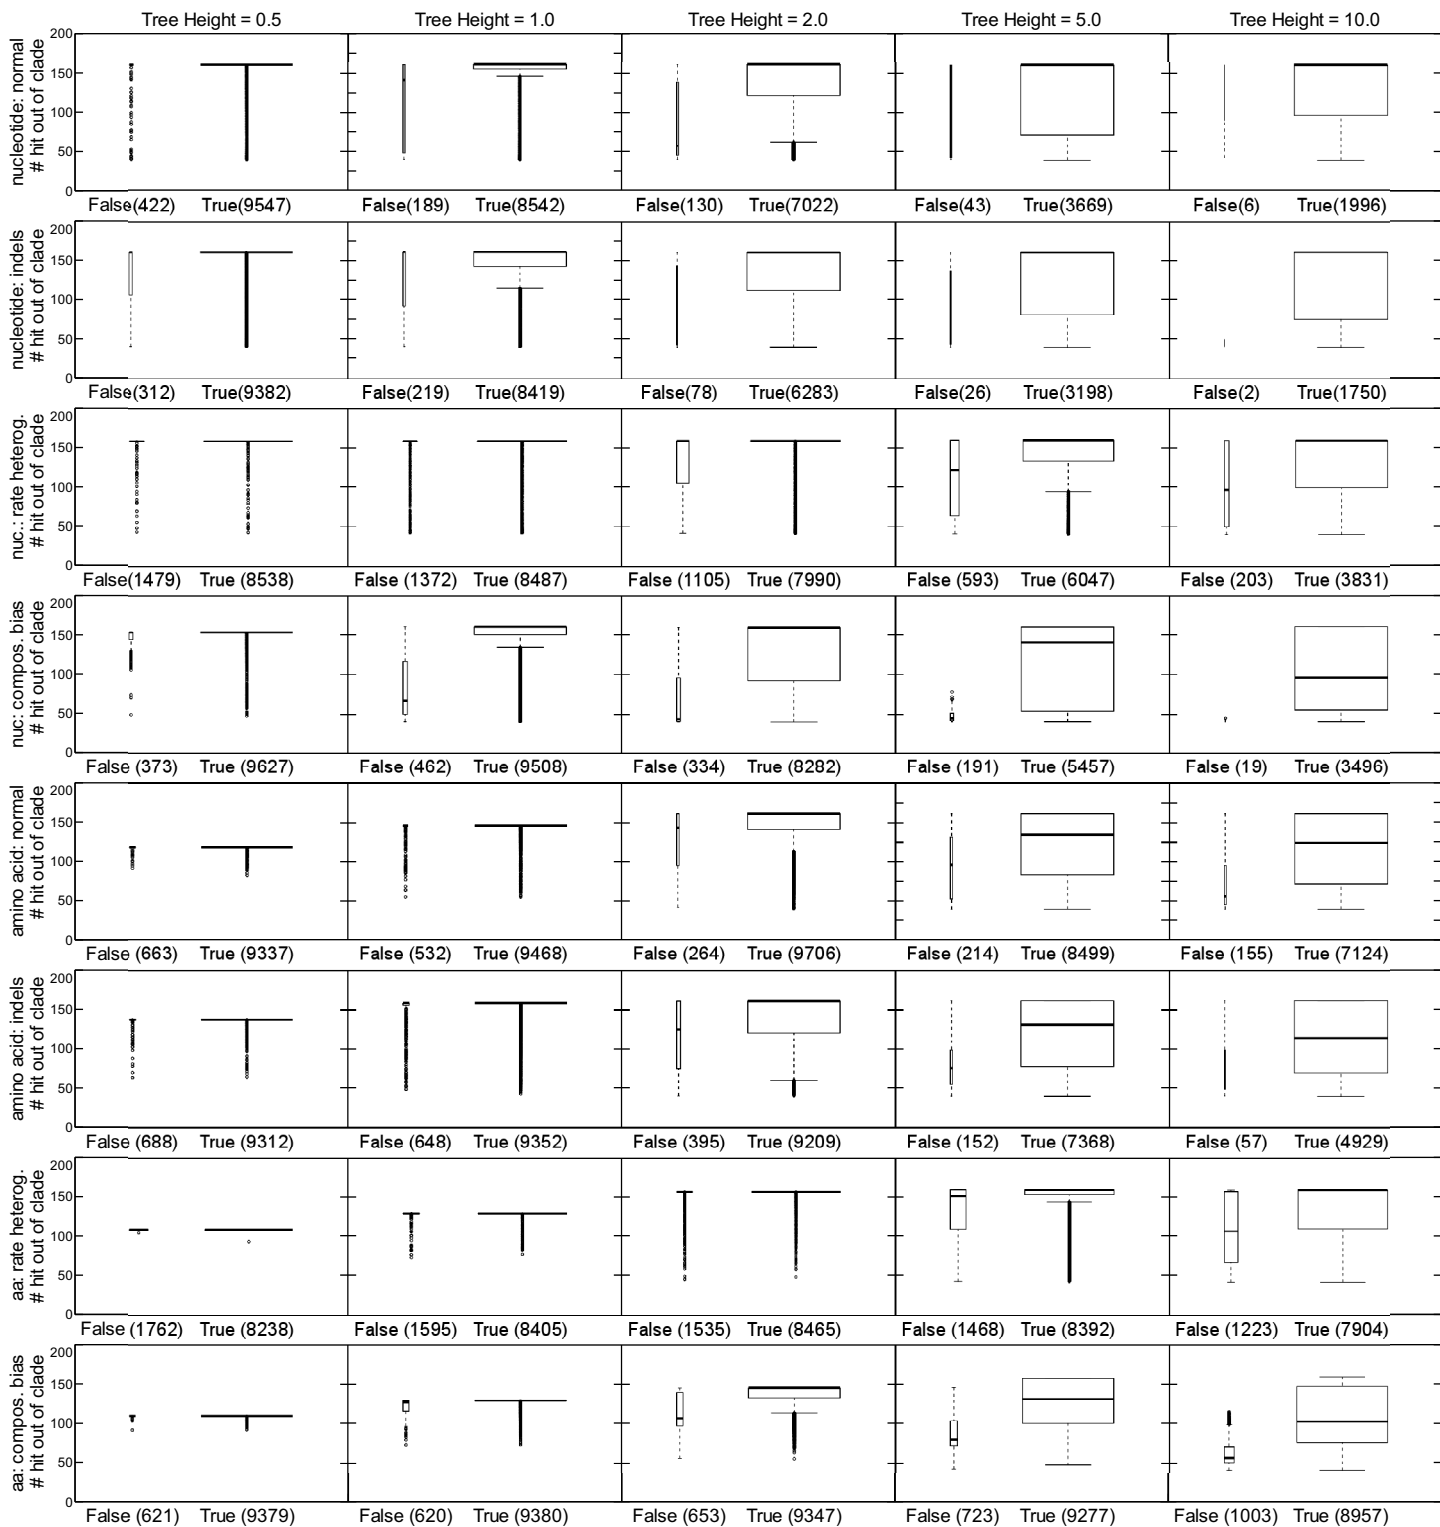 Tree Height = 0.5 Tree Height = 1.0 Tree Height = 2.0 Tree Height = 5.0 Tree Height = 10.0
nucleotide: normal
# hit out of clade
200
150
100
50
0
False(422) True(9547) False(189) True(8542) False(130) True(7022) False(43) True(3669) False(6) True(1996)
nucleotide: indels
# hit out of clade
200
150
100
50
0
False(312) True(9382) False(219) True(8419) False(78) True(6283) False(26) True(3198) False(2) True(1750)
nuc.: rate heterog.
# hit out of clade
200
150
100
50
0
False(1479) True (8538) False (1372) True (8487) False (1105) True (7990) False (593) True (6047) False (203) True (3831)
nuc: compos. bias
# hit out of clade
200
150
100
50
0
False (373) True (9627) False (462) True (9508) False (334) True (8282) False (191) True (5457) False (19) True (3496)
amino acid: normal
# hit out of clade
200
150
100
50
0
False (663) True (9337) False (532) True (9468) False (264) True (9706) False (214) True (8499) False (155) True (7124)
amino acid: indels
# hit out of clade
200
150
100
50
0
False (688) True (9312) False (648) True (9352) False (395) True (9209) False (152) True (7368) False (57) True (4929)
aa: rate heterog.
# hit out of clade
200
150
100
50
0
False (1762) True (8238) False (1595) True (8405) False (1535) True (8465) False (1468) True (8392) False (1223) True (7904)
aa: compos. bias
# hit out of clade
200
150
100
50
0
False (621) True (9379) False (620) True (9380) False (653) True (9347) False (723) True (9277) False (1003) True (8957)